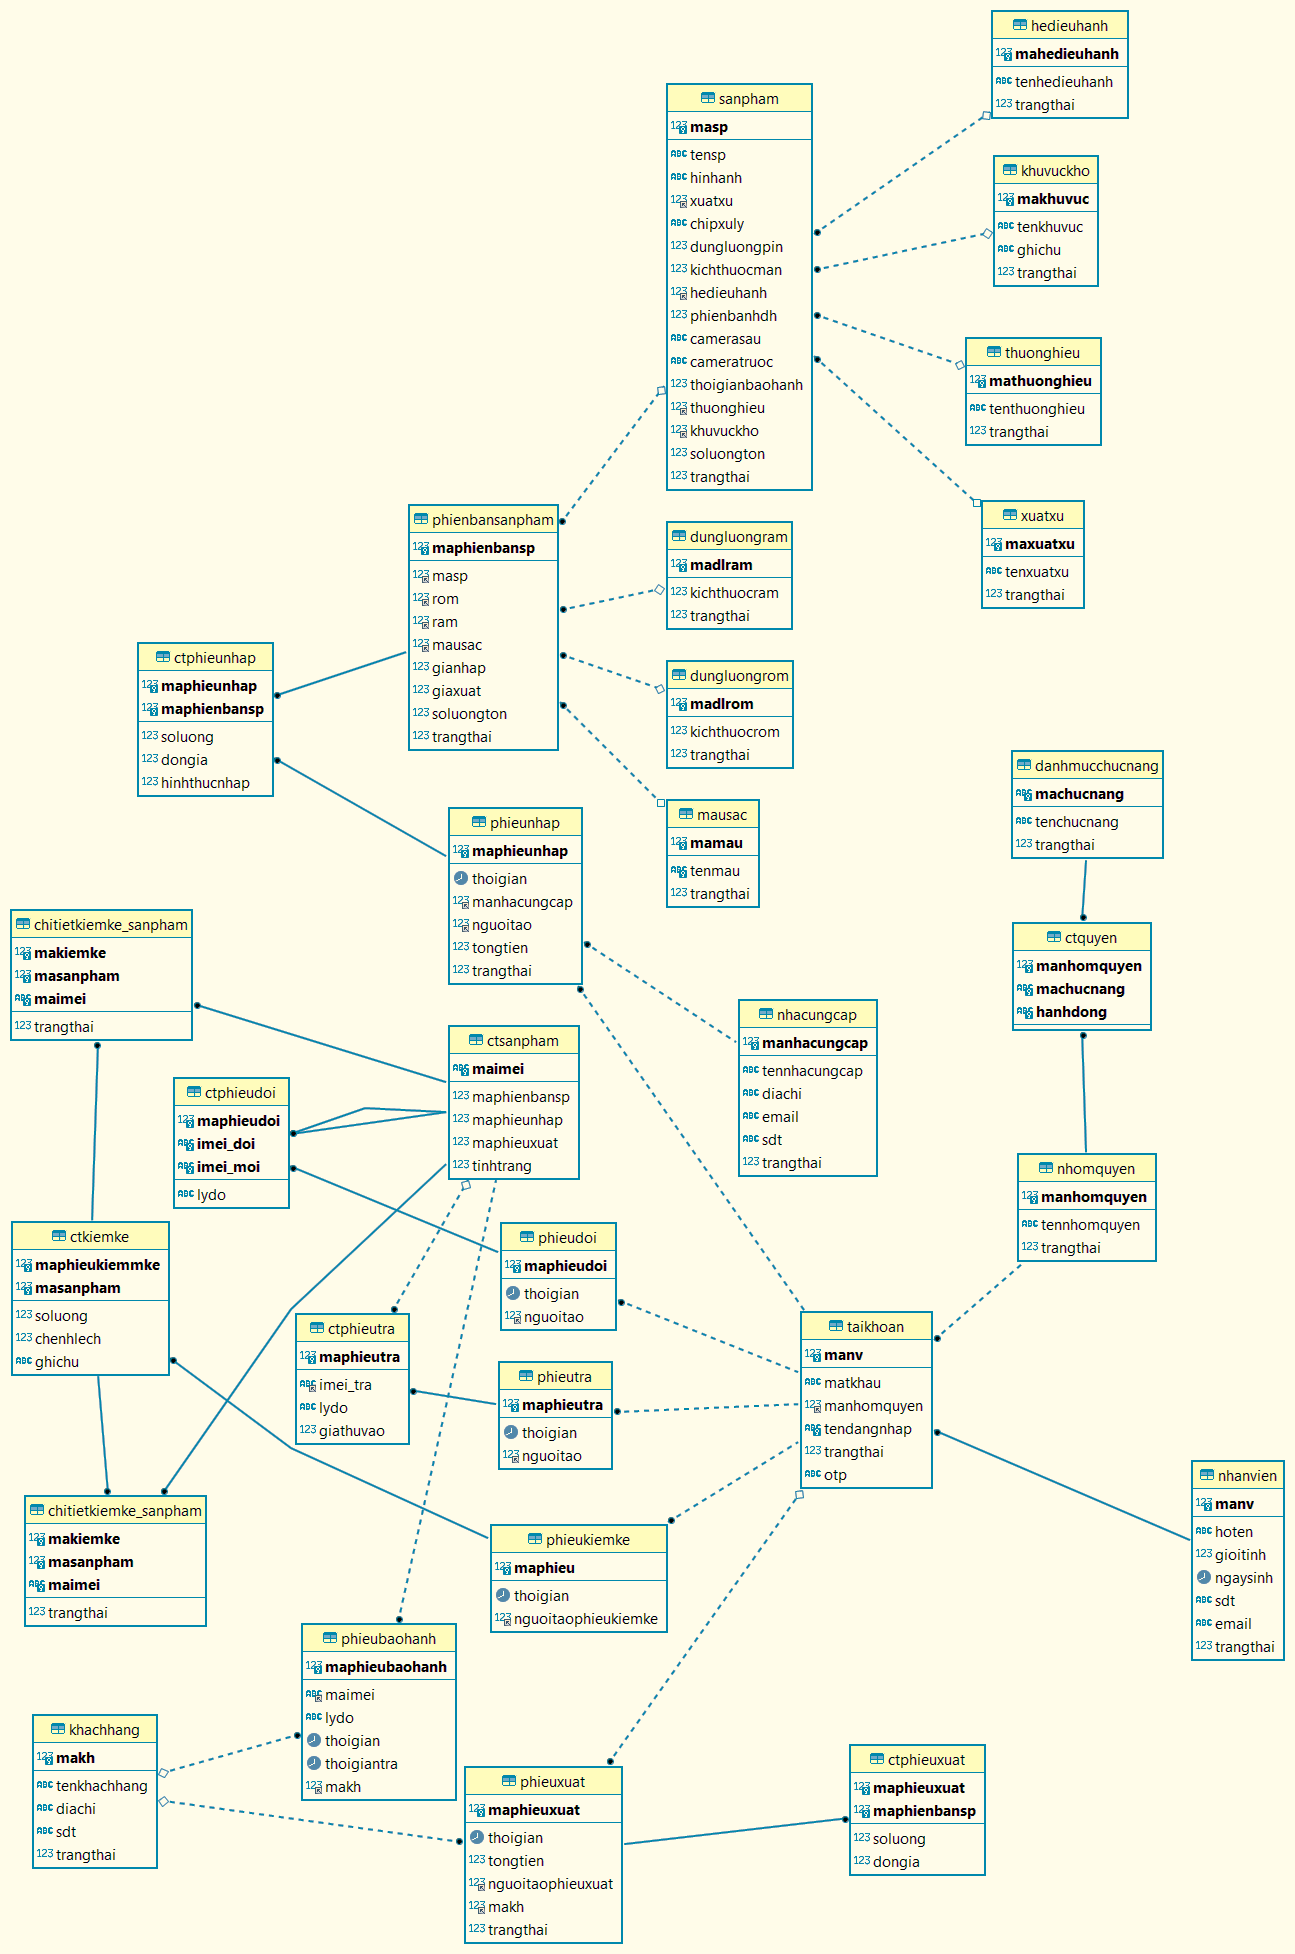 hedieuhanh
mahedieuhanh
tenhedieuhanh
trangthai
sanpham
masp
tensp
hinhanh
xuatxu
chipxuly
dungluongpin
kichthuocman
hedieuhanh
phienbanhdh
camerasau
cameratruoc
thoigianbaohanh
thuonghieu
khuvuckho
soluongton
trangthai
khuvuckho
makhuvuc
tenkhuvuc
ghichu
trangthai
thuonghieu
mathuonghieu
tenthuonghieu
trangthai
xuatxu
maxuatxu
tenxuatxu
trangthai
phienbansanpham
maphienbansp
masp
rom
ram
mausac
gianhap
giaxuat
soluongton
trangthai
dungluongram
madlram
kichthuocram
trangthai
dungluongrom
madlrom
kichthuocrom
trangthai
mausac
mamau
tenmau
trangthai
ctphieunhap
maphieunhap
maphienbansp
soluong
dongia
hinhthucnhap
phieunhap
maphieunhap
thoigian
manhacungcap
nguoitao
tongtien
trangthai
danhmucchucnang
machucnang
tenchucnang
trangthai
ctquyen
manhomquyen
machucnang
hanhdong
chitietkiemke_sanpham
makiemke
masanpham
maimei
trangthai
nhacungcap
manhacungcap
tennhacungcap
diachi
email
sdt
trangthai
ctsanpham
maimei
maphienbansp
maphieunhap
maphieuxuat
tinhtrang
ctphieudoi
maphieudoi
imei_doi
imei_moi
lydo
nhomquyen
manhomquyen
tennhomquyen
trangthai
ctkiemke
maphieukiemmke
masanpham
soluong
chenhlech
ghichu
phieudoi
maphieudoi
thoigian
nguoitao
ctphieutra
maphieutra
imei_tra
lydo
giathuvao
phieutra
maphieutra
thoigian
nguoitao
taikhoan
manv
matkhau
manhomquyen
tendangnhap
trangthai
otp
nhanvien
manv
hoten
gioitinh
ngaysinh
sdt
email
trangthai
chitietkiemke_sanpham
makiemke
masanpham
maimei
trangthai
phieukiemke
maphieu
thoigian
nguoitaophieukiemke
phieubaohanh
maphieubaohanh
maimei
lydo
thoigian
thoigiantra
makh
khachhang
makh
tenkhachhang
diachi
sdt
trangthai
phieuxuat
maphieuxuat
thoigian
tongtien
nguoitaophieuxuat
makh
trangthai
ctphieuxuat
maphieuxuat
maphienbansp
soluong
dongia